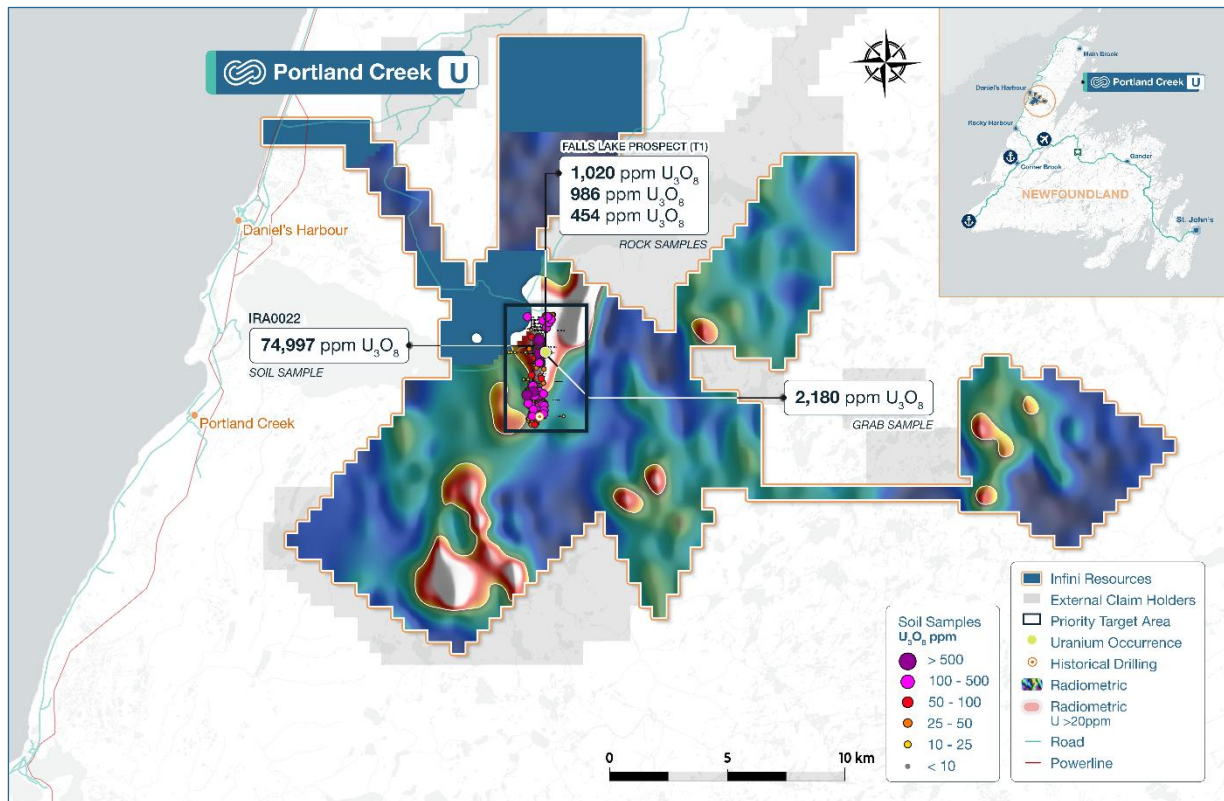 Portland Creek U
FALLS LAKE PROSPECT (T1)
1,020 ppm U₃O₈
986 ppm U₃O₈
454 ppm U₃O₈
ROCK SAMPLES
Daniel's Harbour
IRA0022
74,997 ppm U₃O₈
SOIL SAMPLE
Portland Creek
2,180 ppm U₃O₈
GRAB SAMPLE
Main Brook
Portland Creek U
Daniel's Harbour
Rocky Harbour
Corner Brook
Gander
NEWFOUNDLAND
St. John's
Soil Samples
U₃O₈ ppm
> 500
100 - 500
50 - 100
25 - 50
10 - 25
< 10
Infini Resources
External Claim Holders
Priority Target Area
Uranium Occurrence
Historical Drilling
Radiometric
Radiometric
U >20ppm
Road
Powerline
0 5 10 km